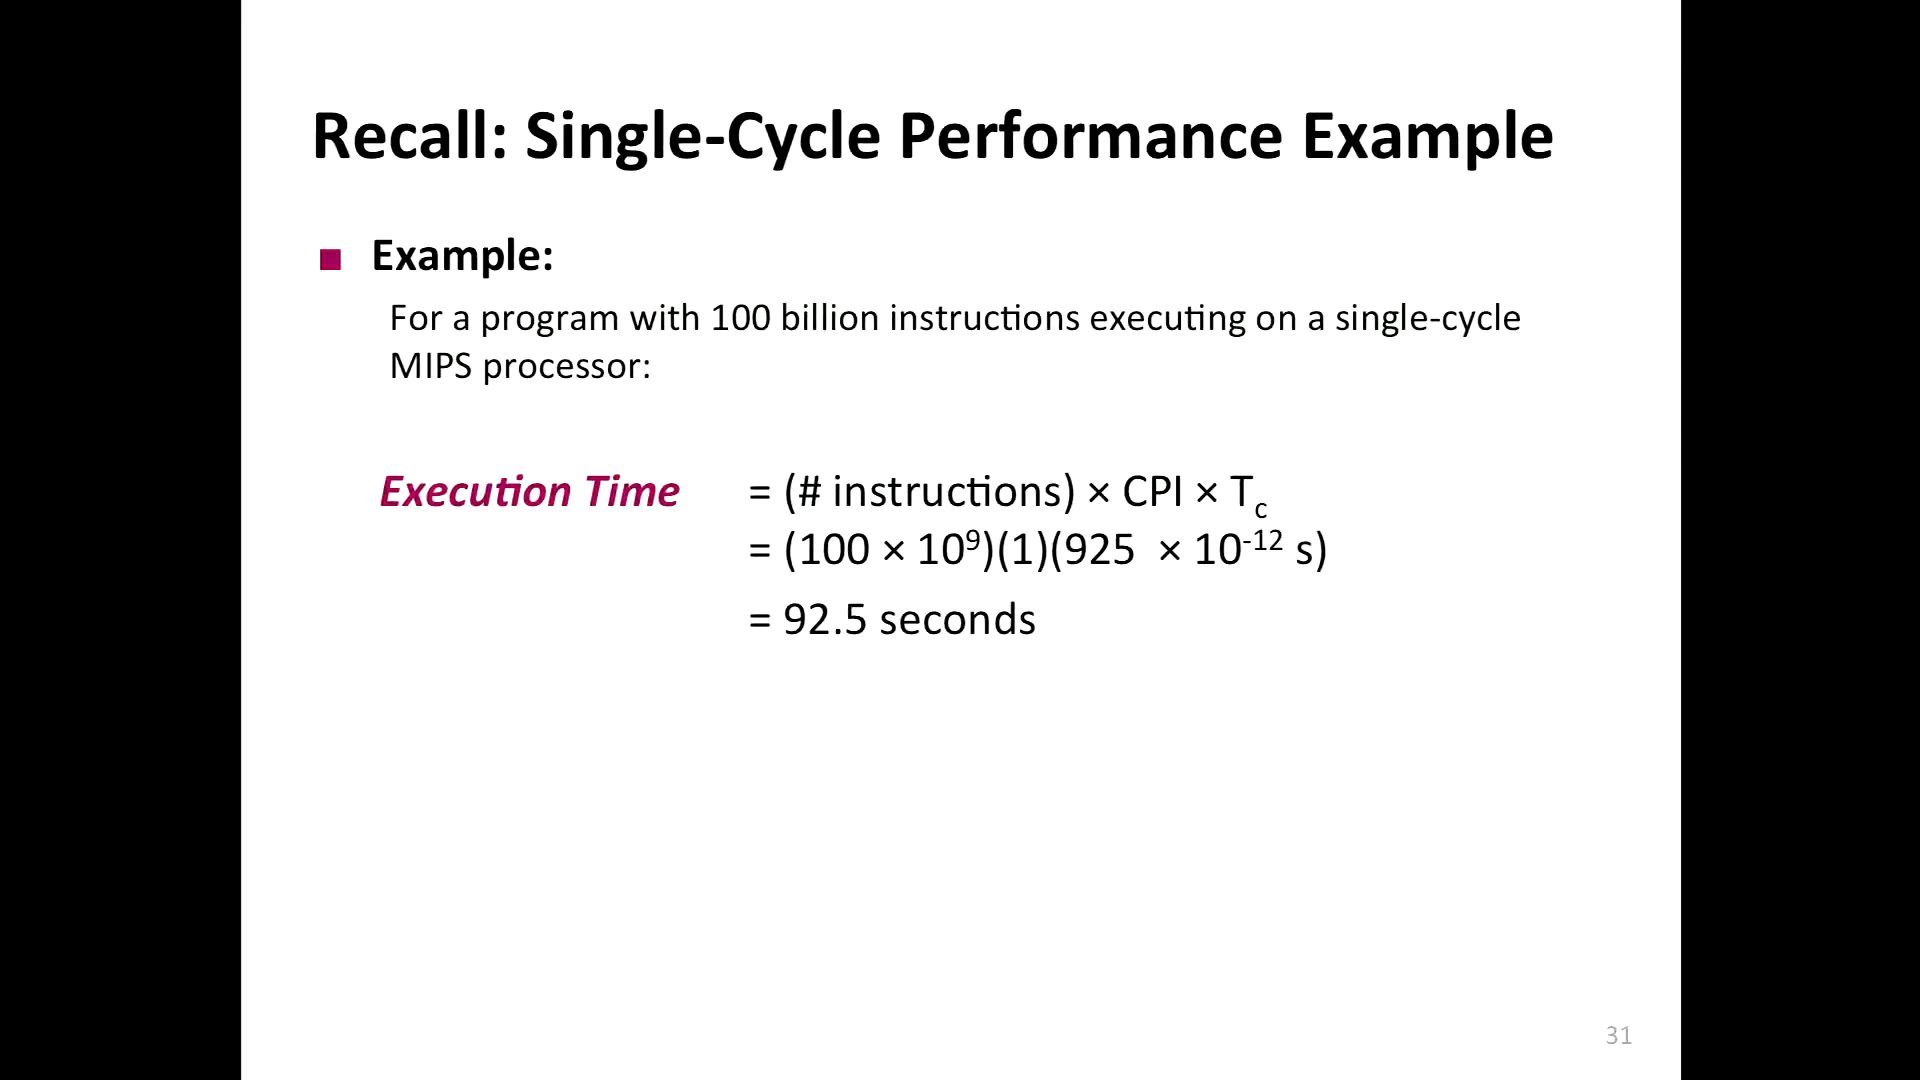 Recall: Single-Cycle Performance Example
■ Example:
For a program with 100 billion instructions executing on a single-cycle
MIPS processor:
Execution Time = (# instructions) × CPI × Tc
= (100 × 10⁹)(1)(925 × 10⁻¹² s)
= 92.5 seconds
31